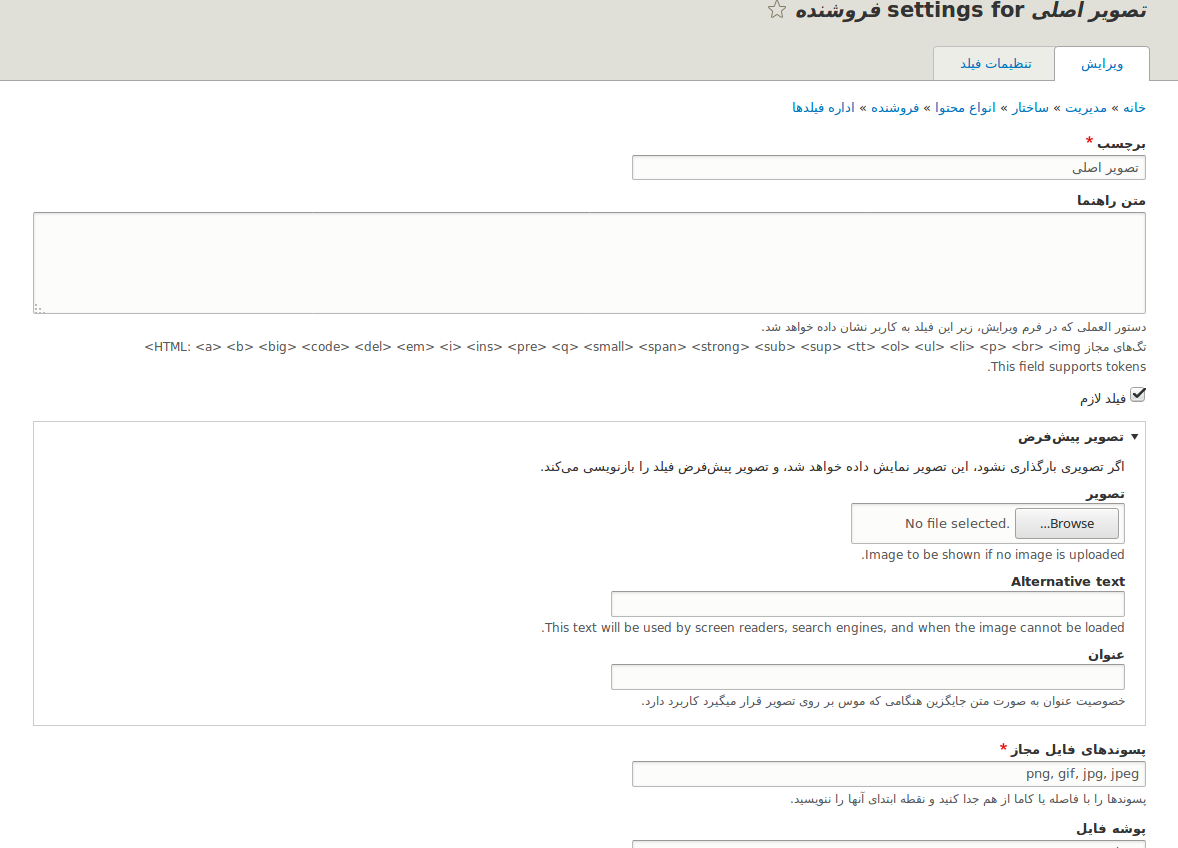 تصویر اصلی settings for فروشنده
ویرایش
تنظیمات فیلد
خانه » مدیریت » ساختار » انواع محتوا » فروشنده » اداره فیلدها
برچسب *
تصویر اصلی
متن راهنما
دستور العملی که در فرم ویرایش، زیر این فیلد به کاربر نشان داده خواهد شد.
تگ‌های مجاز HTML: <a> <b> <big> <code> <del> <em> <i> <ins> <pre> <q> <small> <span> <strong> <sub> <sup> <tt> <ol> <ul> <li> <p> <br> <img>
This field supports tokens.
فیلد لازم
تصویر پیش‌فرض
اگر تصویری بارگذاری نشود، این تصویر نمایش داده خواهد شد، و تصویر پیش‌فرض فیلد را بازنویسی می‌کند.
تصویر
Browse... No file selected.
Image to be shown if no image is uploaded.
Alternative text
This text will be used by screen readers, search engines, and when the image cannot be loaded.
عنوان
خصوصیت عنوان به صورت متن جایگزین هنگامی که موس بر روی تصویر قرار میگیرد کاربرد دارد.
پسوندهای فایل مجاز *
png, gif, jpg, jpeg
پسوندها را با فاصله یا کاما از هم جدا کنید و نقطه ابتدای آنها را ننویسید.
پوشه فایل